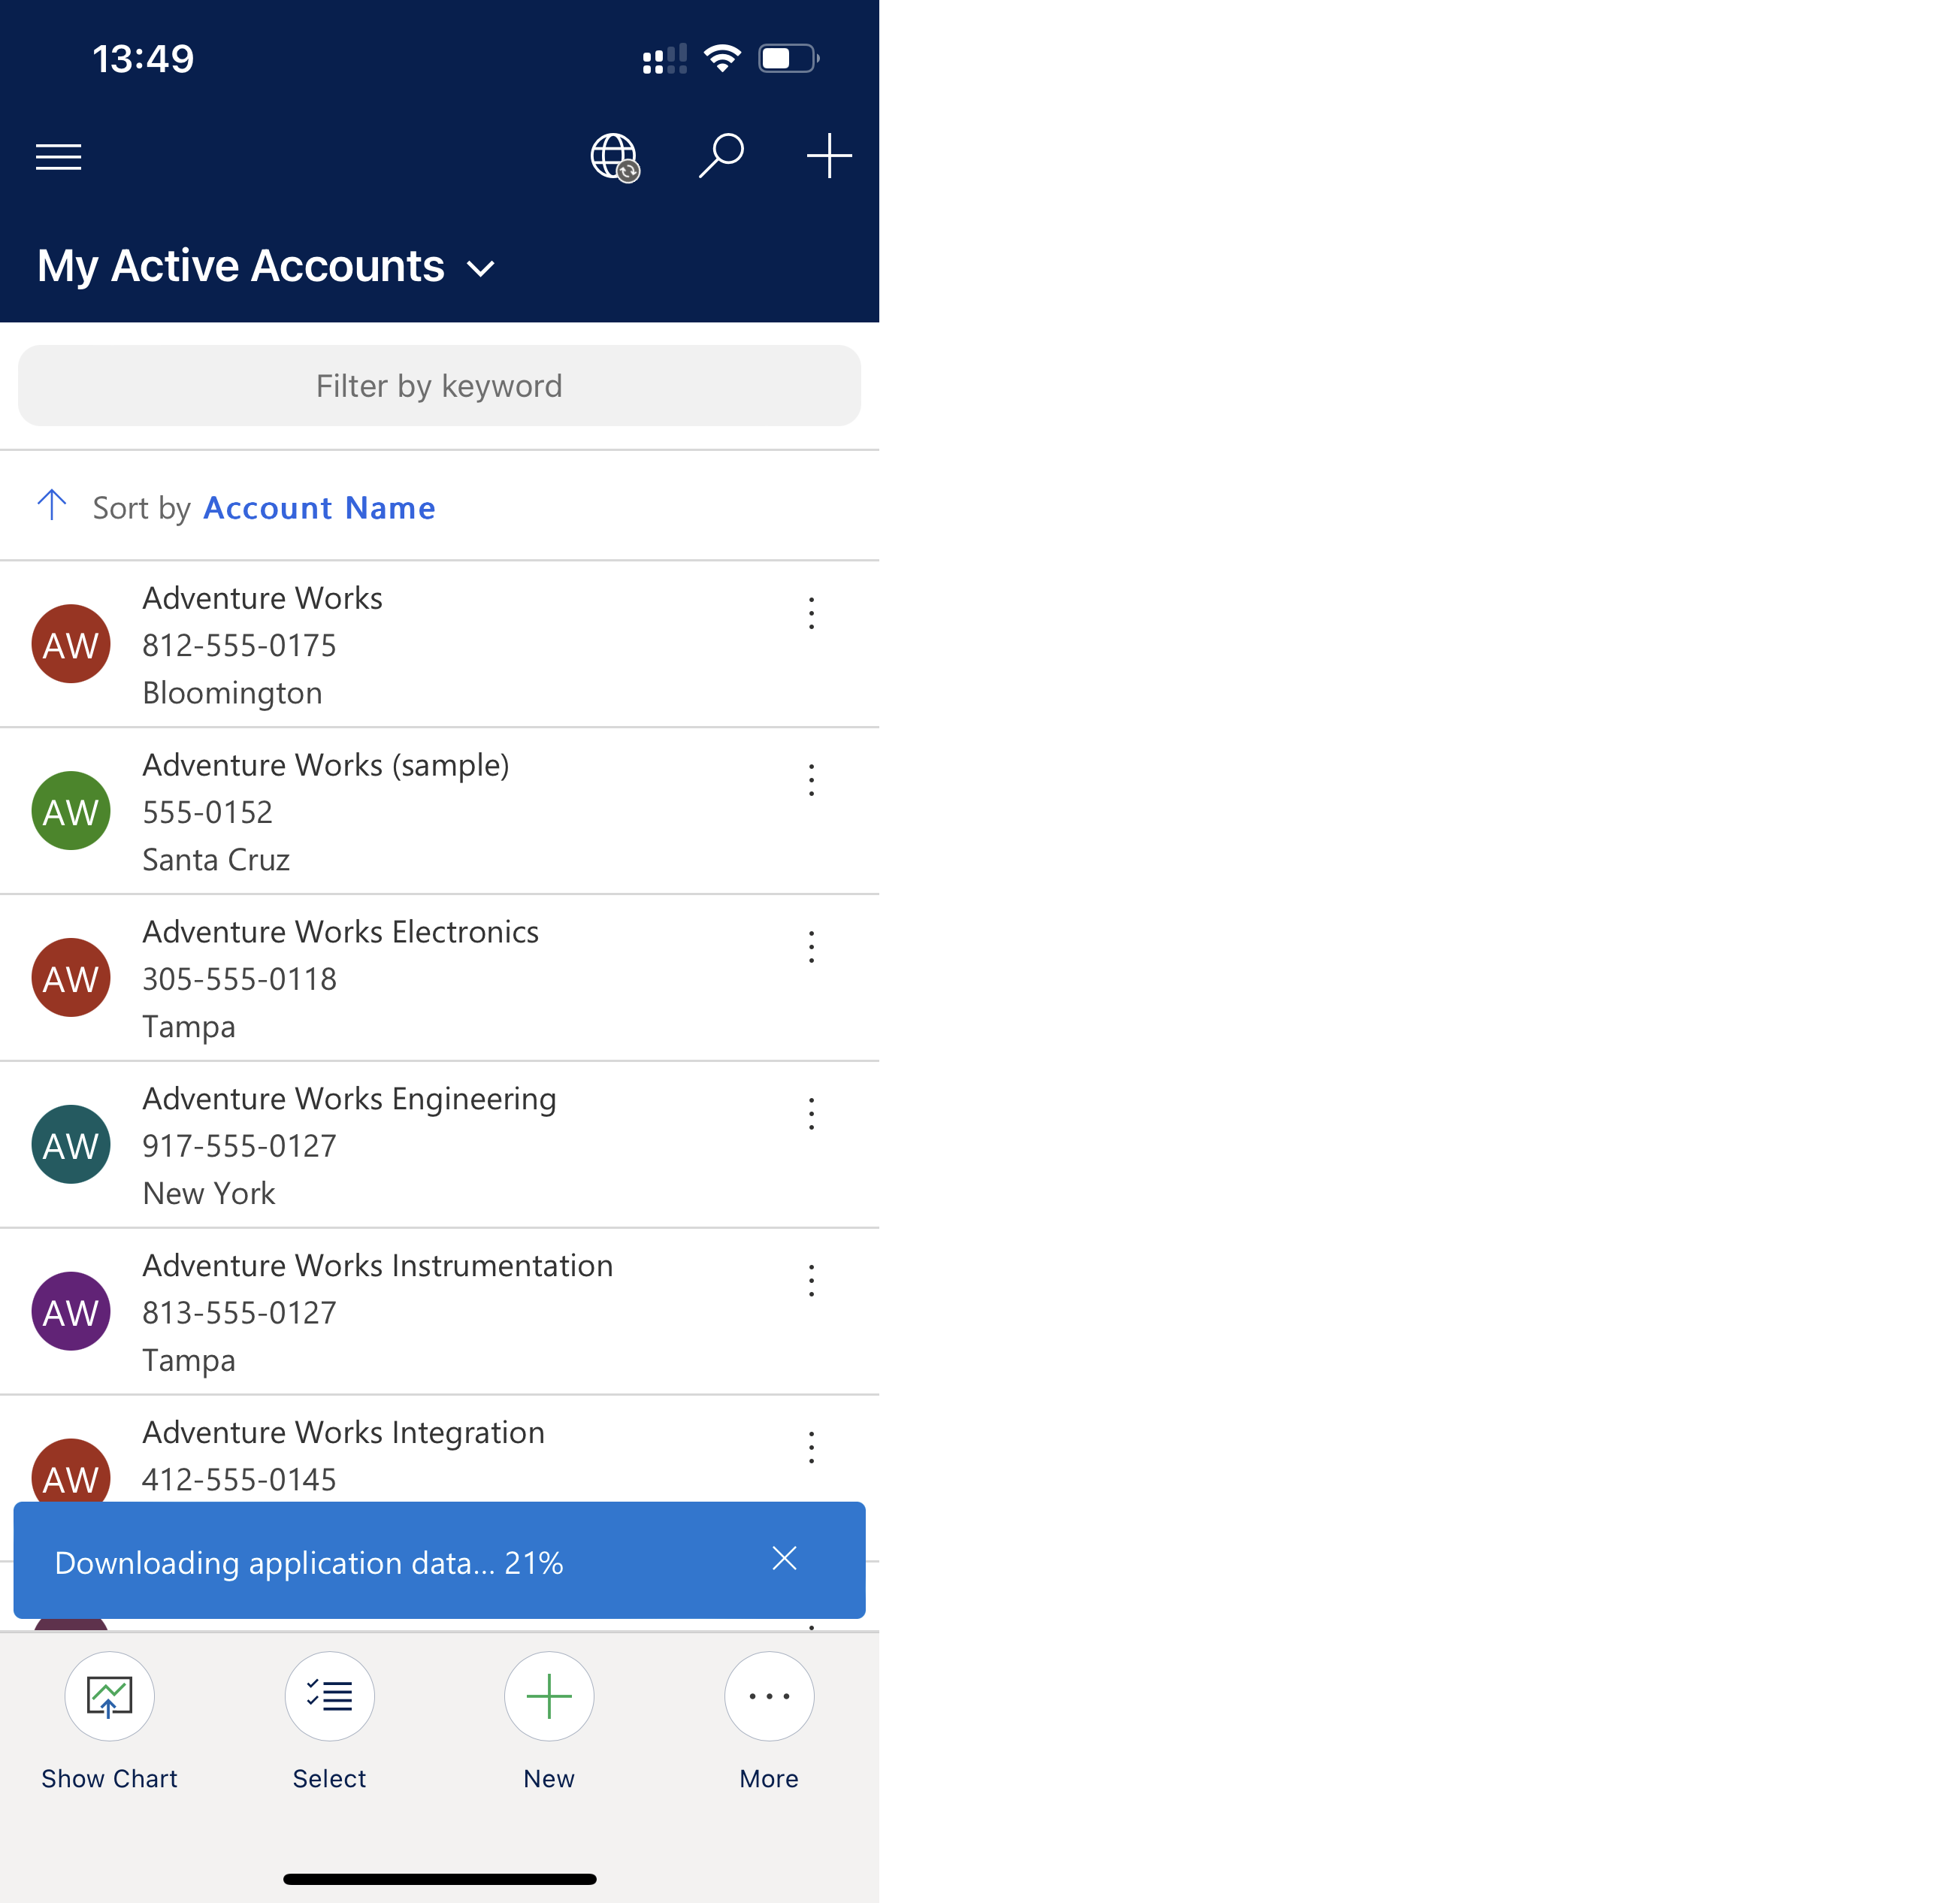 13:49
My Active Accounts
Filter by keyword
Sort by Account Name
AW
Adventure Works
812-555-0175
Bloomington
AW
Adventure Works (sample)
555-0152
Santa Cruz
AW
Adventure Works Electronics
305-555-0118
Tampa
AW
Adventure Works Engineering
917-555-0127
New York
AW
Adventure Works Instrumentation
813-555-0127
Tampa
AW
Adventure Works Integration
412-555-0145
Downloading application data... 21%
Show Chart
Select
New
More